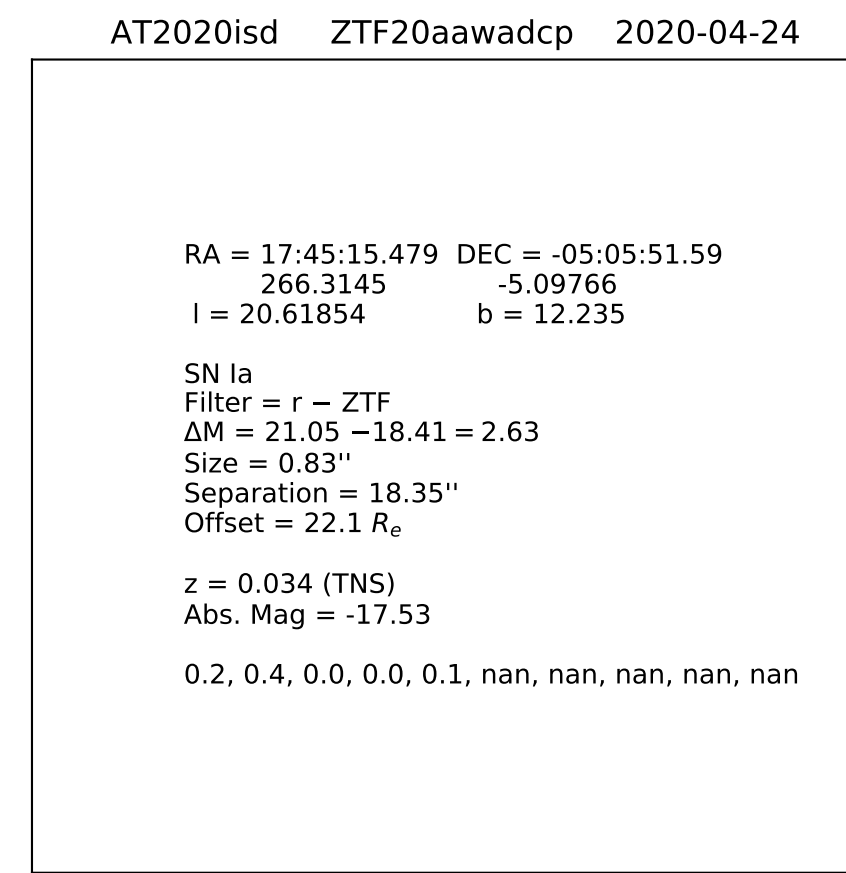 AT2020isd ZTF20aawadcp 2020-04-24
RA = 17:45:15.479 DEC = -05:05:51.59
266.3145 -5.09766
l = 20.61854 b = 12.235
SN Ia
Filter = r − ZTF
ΔM = 21.05 −18.41 = 2.63
Size = 0.83''
Separation = 18.35''
Offset = 22.1 Rₑ
z = 0.034 (TNS)
Abs. Mag = -17.53
0.2, 0.4, 0.0, 0.0, 0.1, nan, nan, nan, nan, nan